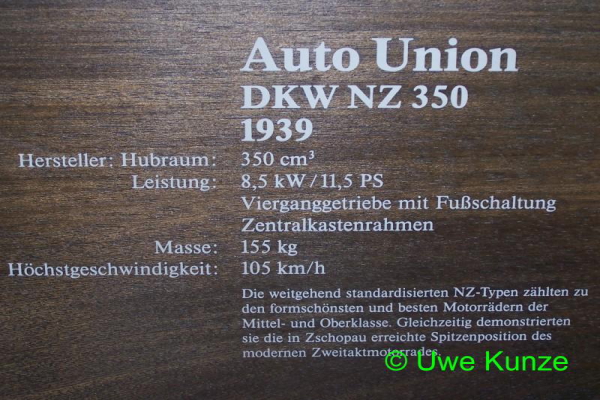 Auto Union
DKW NZ 350
1939
Hersteller: Hubraum: 350 cm³
Leistung: 8,5 kW/11,5 PS
Vierganggetriebe mit Fußschaltung
Zentralkastenrahmen
Masse: 155 kg
Höchstgeschwindigkeit: 105 km/h
Die weitgehend standardisierten NZ-Typen zählten zu
den formschönsten und besten Motorrädern der
Mittel- und Oberklasse. Gleichzeitig demonstrierten
sie die in Zschopau erreichte Spitzenposition des
modernen Zweitaktmotorrades.
© Uwe Kunze